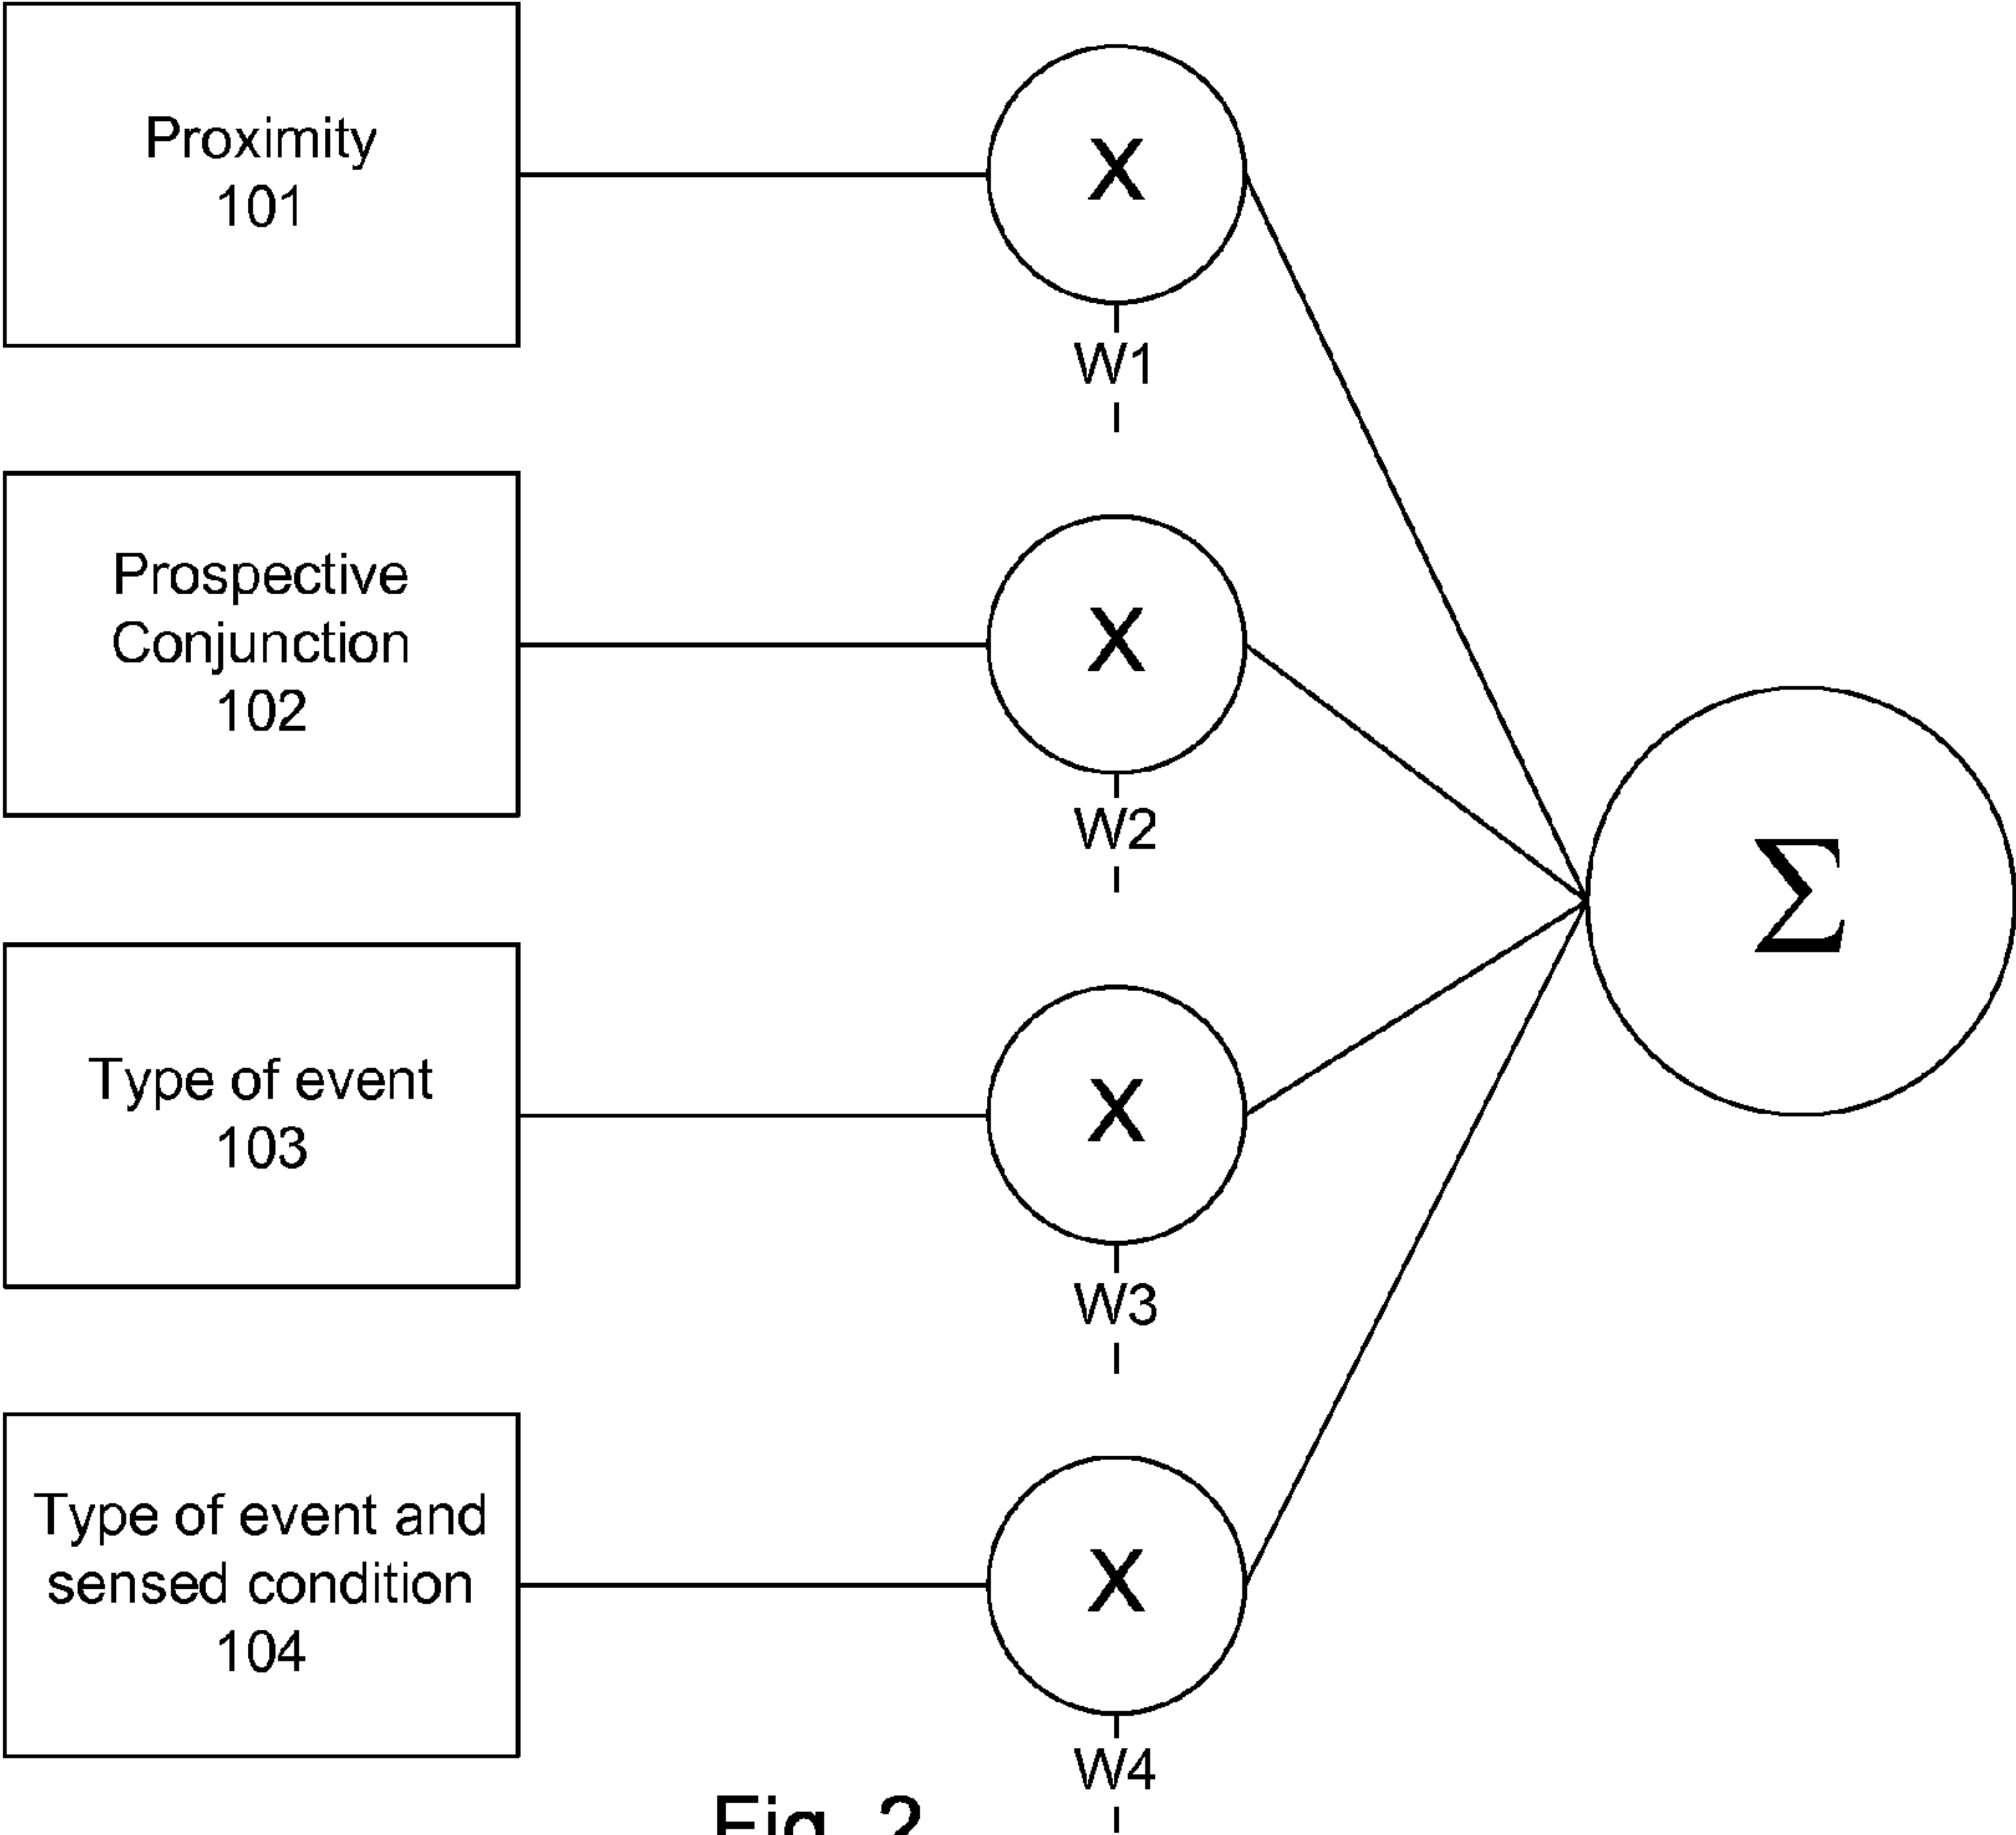 Proximity
101
X
W1
Prospective
Conjunction
102
X
W2
Σ
Type of event
103
X
W3
Type of event and
sensed condition
104
X
W4
Fig. 2